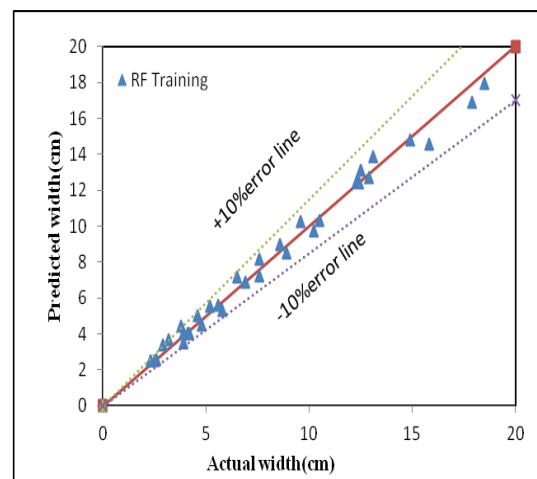 20
18
16
14
12
10
8
6
4
2
0
Predicted width(cm)
RF Training
+10%error line
-10%error line
0 5 10 15 20
Actual width(cm)